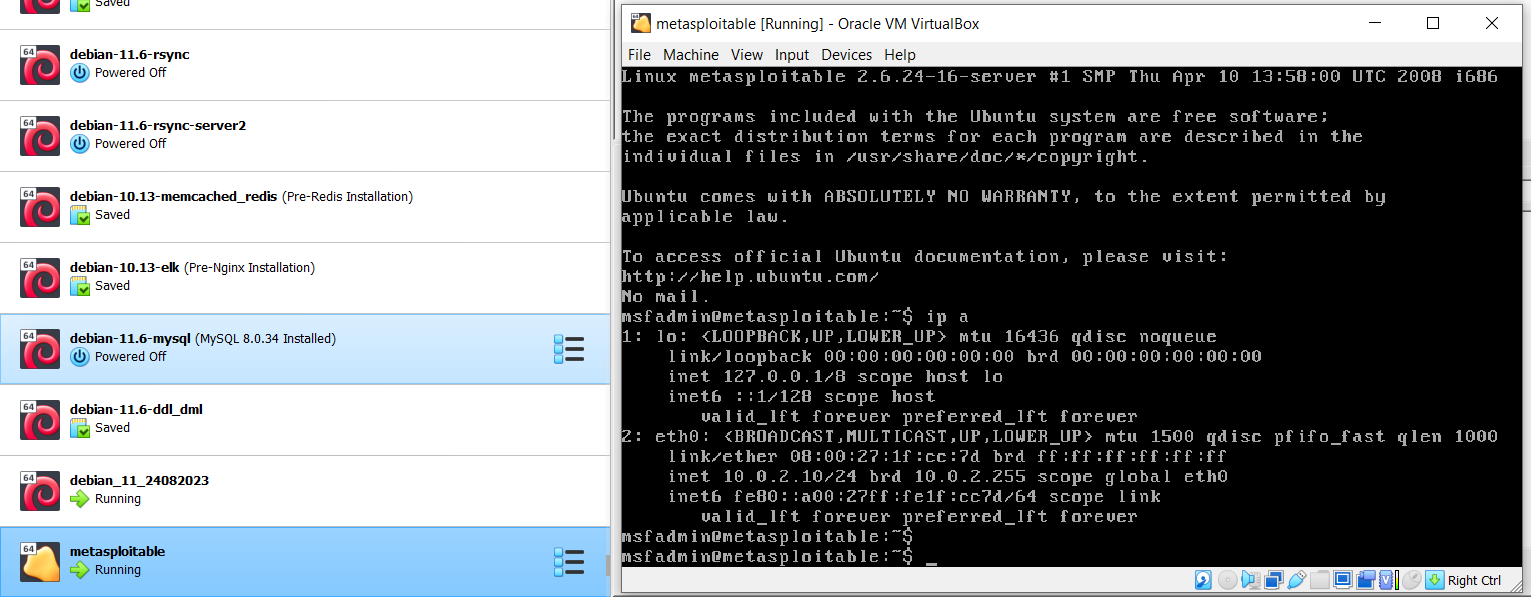 Saved
64
debian-11.6-rsync
Powered Off
64
debian-11.6-rsync-server2
Powered Off
64
debian-10.13-memcached_redis (Pre-Redis Installation)
Saved
64
debian-10.13-elk (Pre-Nginx Installation)
Saved
64
debian-11.6-mysql (MySQL 8.0.34 Installed)
Powered Off
64
debian-11.6-ddl_dml
Saved
64
debian_11_24082023
Running
64
metasploitable
Running
metasploitable [Running] - Oracle VM VirtualBox
File Machine View Input Devices Help
Linux metasploitable 2.6.24-16-server #1 SMP Thu Apr 10 13:58:00 UTC 2008 i686
The programs included with the Ubuntu system are free software;
the exact distribution terms for each program are described in the
individual files in /usr/share/doc/*/copyright.
Ubuntu comes with ABSOLUTELY NO WARRANTY, to the extent permitted by
applicable law.
To access official Ubuntu documentation, please visit:
http://help.ubuntu.com/
No mail.
msfadmin@metasploitable:~$ ip a
1: lo: <LOOPBACK,UP,LOWER_UP> mtu 16436 qdisc noqueue
link/loopback 00:00:00:00:00:00 brd 00:00:00:00:00:00
inet 127.0.0.1/8 scope host lo
inet6 ::1/128 scope host
valid_lft forever preferred_lft forever
2: eth0: <BROADCAST,MULTICAST,UP,LOWER_UP> mtu 1500 qdisc pfifo_fast qlen 1000
link/ether 08:00:27:1f:cc:7d brd ff:ff:ff:ff:ff:ff
inet 10.0.2.10/24 brd 10.0.2.255 scope global eth0
inet6 fe80::a00:27ff:fe1f:cc7d/64 scope link
valid_lft forever preferred_lft forever
msfadmin@metasploitable:~$
msfadmin@metasploitable:~$ _
Right Ctrl